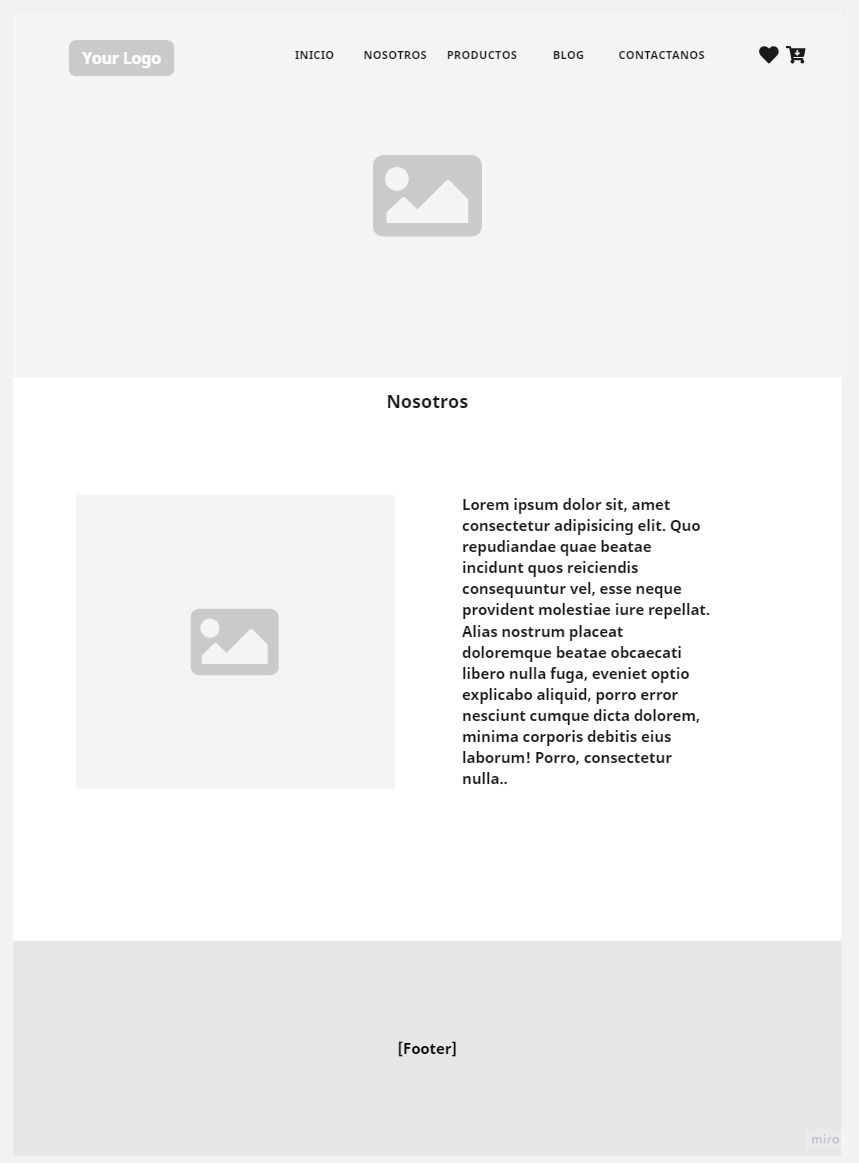 Your Logo
INICIO NOSOTROS PRODUCTOS BLOG CONTACTANOS
Nosotros
Lorem ipsum dolor sit, amet
consectetur adipisicing elit. Quo
repudiandae quae beatae
incidunt quos reiciendis
consequuntur vel, esse neque
provident molestiae iure repellat.
Alias nostrum placeat
doloremque beatae obcaecati
libero nulla fuga, eveniet optio
explicabo aliquid, porro error
nesciunt cumque dicta dolorem,
minima corporis debitis eius
laborum! Porro, consectetur
nulla..
[Footer]
miro